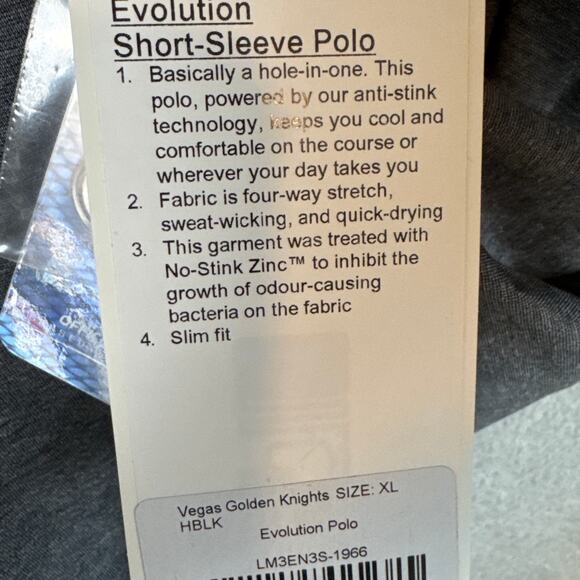 Evolution
Short-Sleeve Polo
1. Basically a hole-in-one. This
polo, powered by our anti-stink
technology, keeps you cool and
comfortable on the course or
wherever your day takes you
2. Fabric is four-way stretch,
sweat-wicking, and quick-drying
3. This garment was treated with
No-Stink Zinc™ to inhibit the
growth of odour-causing
bacteria on the fabric
4. Slim fit
Vegas Golden Knights SIZE: XL
HBLK
Evolution Polo
LM3EN3S-1966